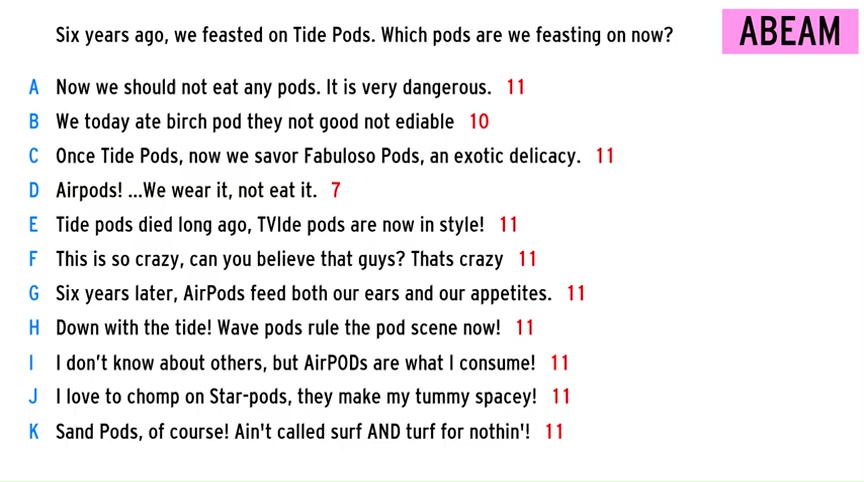 Six years ago, we feasted on Tide Pods. Which pods are we feasting on now?
ABEAM
A Now we should not eat any pods. It is very dangerous. 11
B We today ate birch pod they not good not ediable 10
C Once Tide Pods, now we savor Fabuloso Pods, an exotic delicacy. 11
D Airpods! ...We wear it, not eat it. 7
E Tide pods died long ago, TVIde pods are now in style! 11
F This is so crazy, can you believe that guys? Thats crazy 11
G Six years later, AirPods feed both our ears and our appetites. 11
H Down with the tide! Wave pods rule the pod scene now! 11
I I don’t know about others, but AirPODs are what I consume! 11
J I love to chomp on Star-pods, they make my tummy spacey! 11
K Sand Pods, of course! Ain't called surf AND turf for nothin'! 11